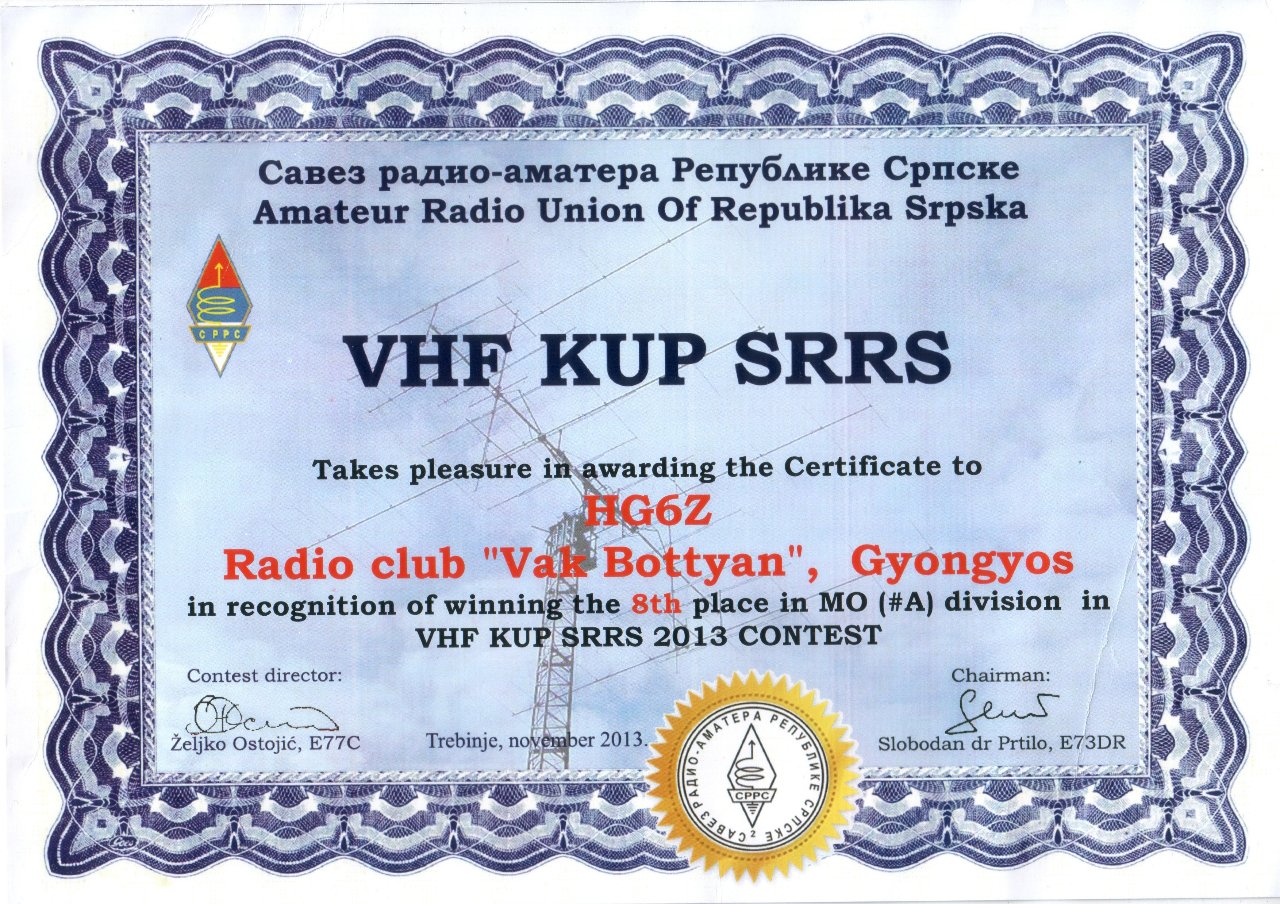 Савез радио-аматера Републике Српске
Amateur Radio Union Of Republika Srpska
СРРС
VHF KUP SRRS
Takes pleasure in awarding the Certificate to
HG6Z
Radio club "Vak Bottyan", Gyongyos
in recognition of winning the 8th place in MO (#A) division in
VHF KUP SRRS 2013 CONTEST
Contest director:
Chairman:
Željko Ostojić, E77C
Trebinje, november 2013.
Slobodan dr Prtilo, E73DR
САВЕЗ РАДИО-АМАТЕРА РЕПУБЛИКЕ СРПСКЕ
СРРС
2